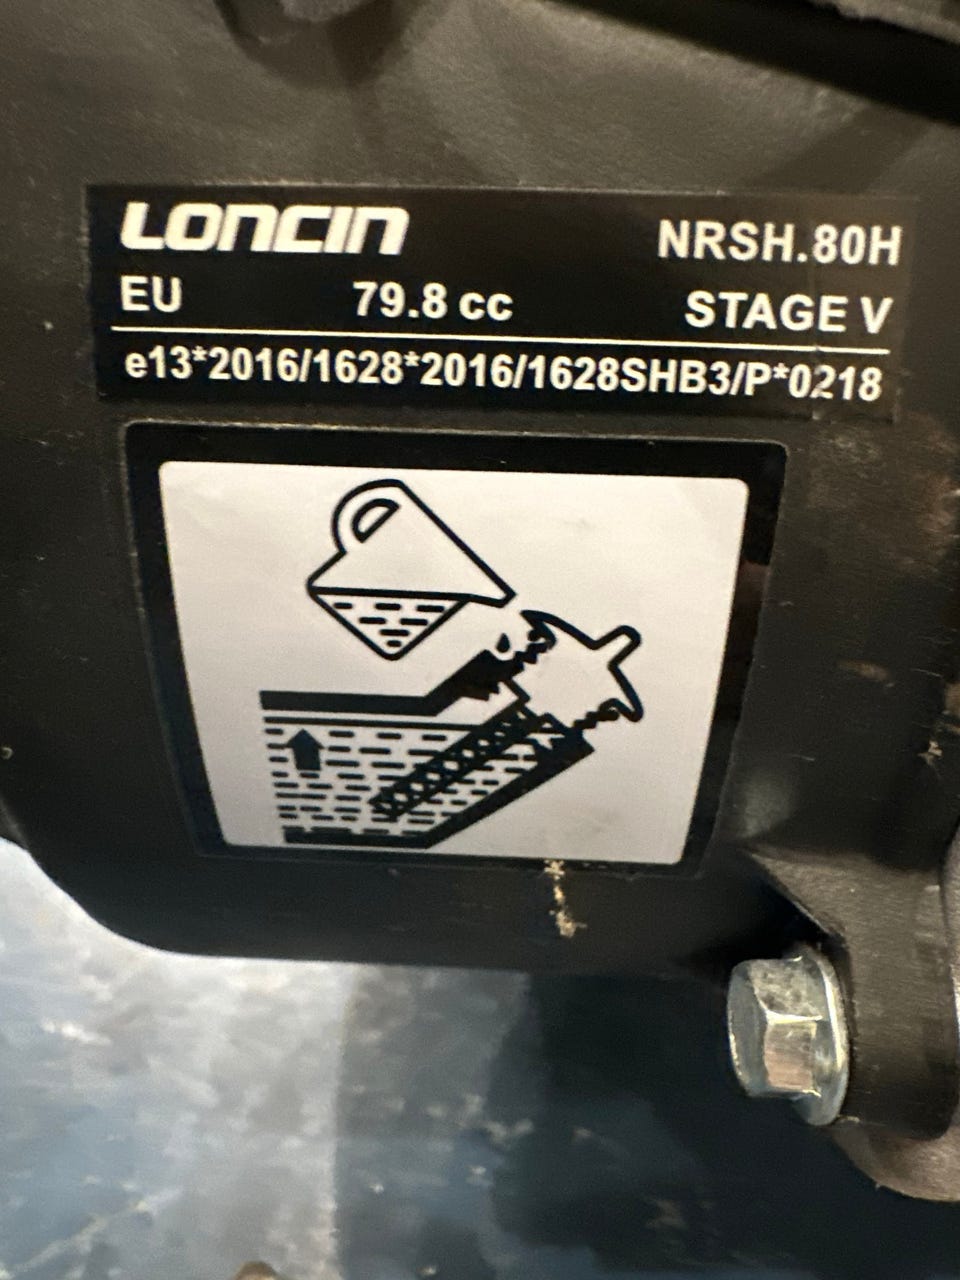 LONCIN
NRSH.80H
EU 79.8 cc STAGE V
e13*2016/1628*2016/1628SHB3/P*0218